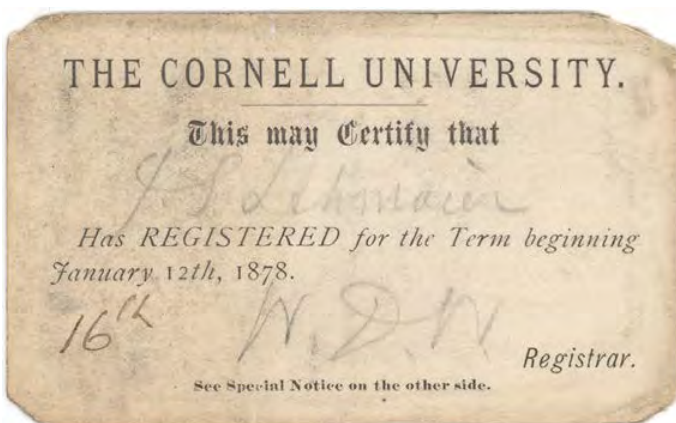 THE CORNELL UNIVERSITY.
This may Certify that
J S Lehmaier
Has REGISTERED for the Term beginning
January 12th, 1878.
16th
W. D. W
Registrar.
See Special Notice on the other side.